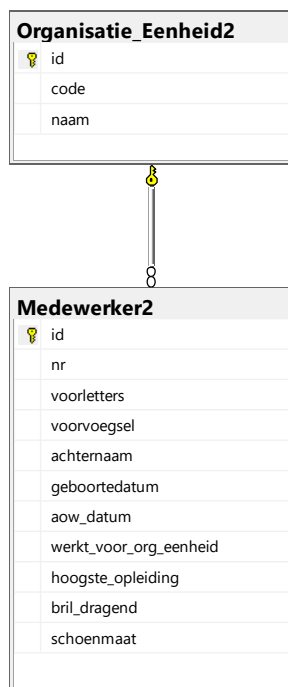 Organisatie_Eenheid2
id
code
naam
Medewerker2
id
nr
voorletters
voorvoegsel
achternaam
geboortedatum
aow_datum
werkt_voor_org_eenheid
hoogste_opleiding
bril_dragend
schoenmaat